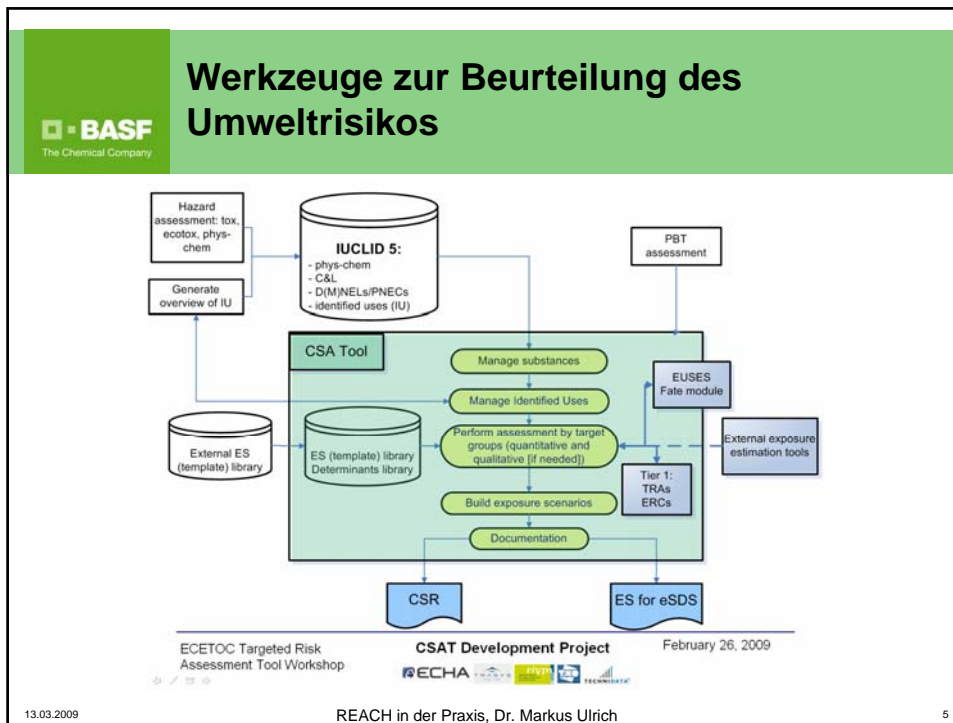 Werkzeuge zur Beurteilung des
Umweltrisikos
BASF
The Chemical Company
Hazard
assessment: tox,
ecotox, phys-
chem
Generate
overview of IU
IUCLID 5:
- phys-chem
- C&L
- D(M)NELs/PNECs
- identified uses (IU)
PBT
assessment
CSA Tool
Manage substances
Manage Identified Uses
Perform assessment by target
groups (quantitative and
qualitative [if needed])
Build exposure scenarios
Documentation
EUSES
Fate module
External exposure
estimation tools
Tier 1:
TRAs
ERCs
External ES
(template) library
ES (template) library
Determinants library
CSR
ES for eSDS
ECETOC Targeted Risk
Assessment Tool Workshop
CSAT Development Project
February 26, 2009
ECHA
TRASYS
rivm
TECHNIDATA
13.03.2009
REACH in der Praxis, Dr. Markus Ulrich
5